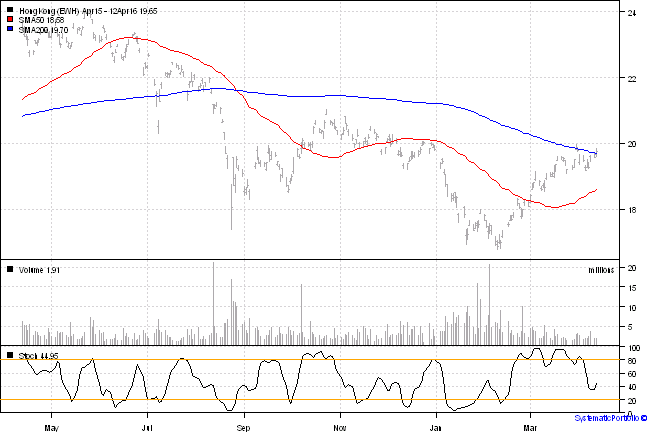 Hong Kong (EWH) Apr15 - 12Apr16 19.65
SMA50 18.58
SMA200 19.70
24
22
20
18
Volume 1.91
millions
20
15
10
5
Stoch 44.95
100
80
60
40
20
0
May Jul Sep Nov Jan Mar
SystematicPortfolio ©